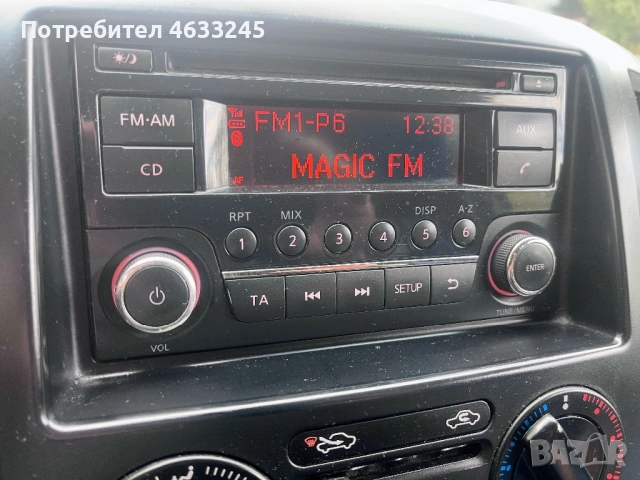 Потребител 4633245
FM·AM
FM1-P6 12:38
AUX
CD
AF
MAGIC FM
RPT MIX DISP A-Z
1 2 3 4 5 6
TA SETUP
ENTER
VOL
TUNE/MENU
BAZAR